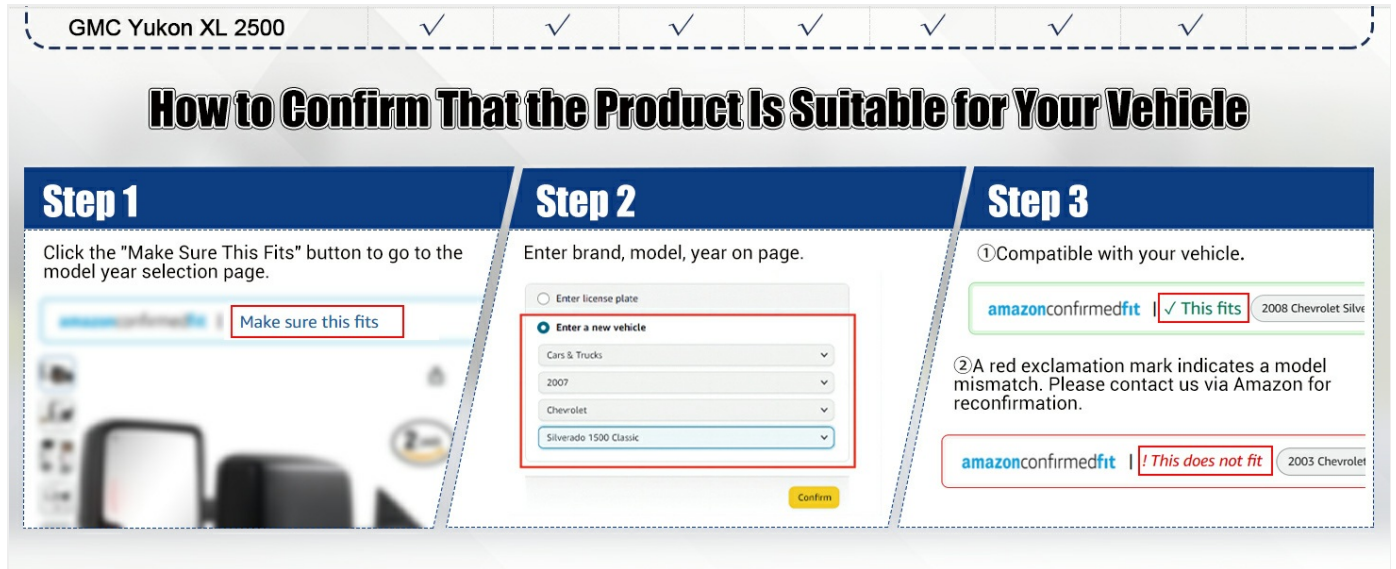 GMC Yukon XL 2500 √ √ √ √ √ √ √
How to Confirm That the Product Is Suitable for Your Vehicle
Step 1
Click the "Make Sure This Fits" button to go to the
model year selection page.
amazonconfirmedfit | Make sure this fits
2
Step 2
Enter brand, model, year on page.
Enter license plate
Enter a new vehicle
Cars & Trucks
2007
Chevrolet
Silverado 1500 Classic
Confirm
Step 3
①Compatible with your vehicle.
amazonconfirmedfit | ✓ This fits 2008 Chevrolet Silve
②A red exclamation mark indicates a model
mismatch. Please contact us via Amazon for
reconfirmation.
amazonconfirmedfit | ! This does not fit 2003 Chevrolet